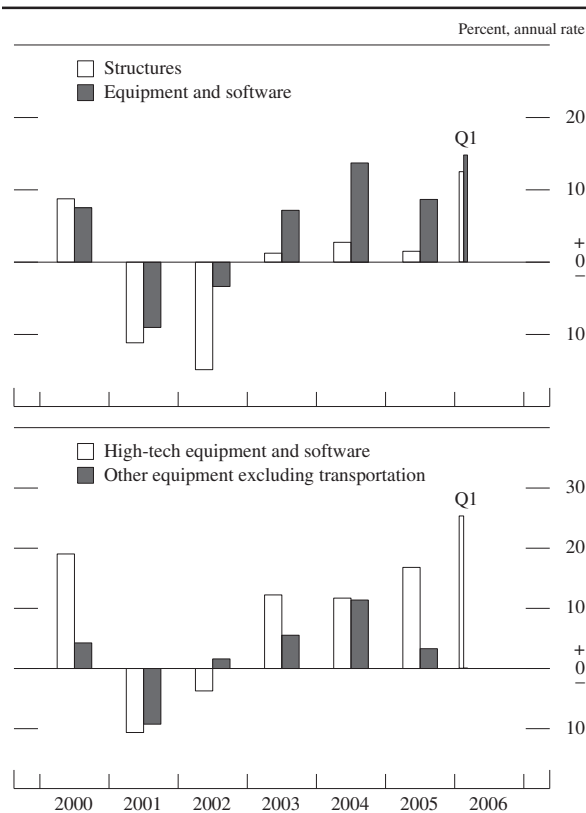 Percent, annual rate
Structures
Equipment and software
20
Q1
10
+
0
–
10
High-tech equipment and software
Other equipment excluding transportation
30
Q1
20
10
+
0
–
10
2000 2001 2002 2003 2004 2005 2006